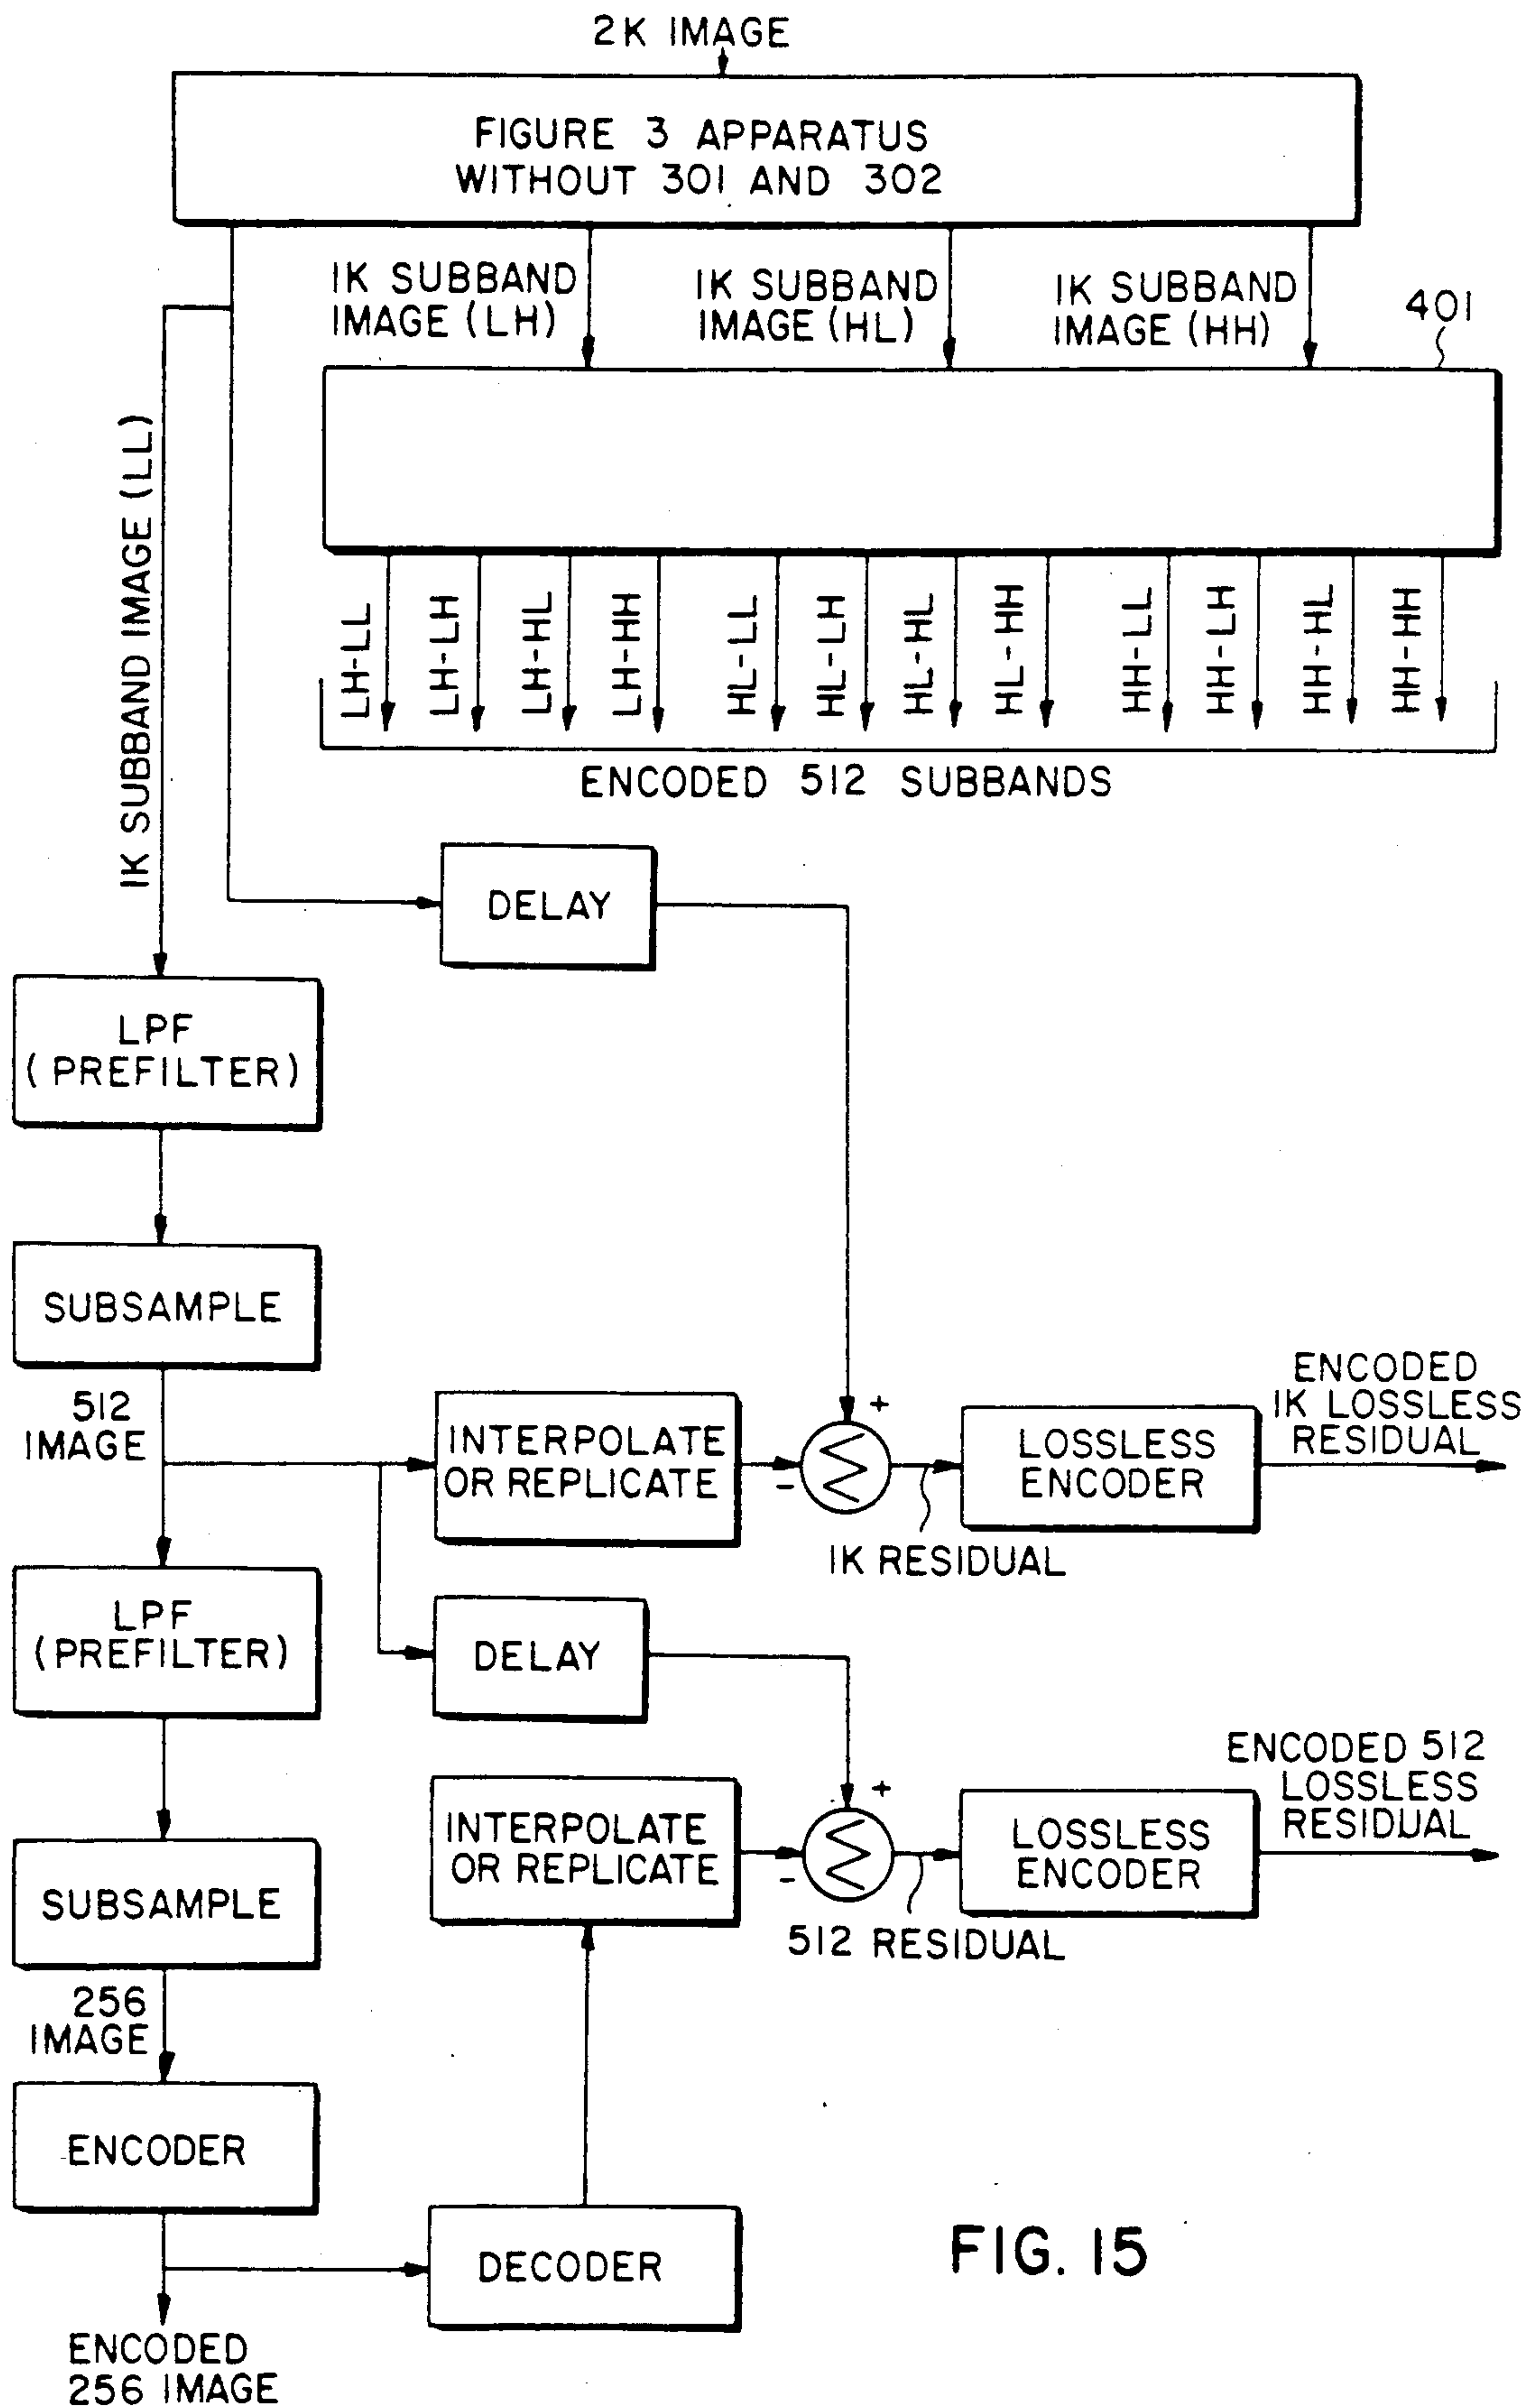 2K IMAGE
FIGURE 3 APPARATUS
WITHOUT 301 AND 302
1K SUBBAND
IMAGE (LH)
1K SUBBAND
IMAGE (HL)
1K SUBBAND
IMAGE (HH)
401
1K SUBBAND IMAGE (LL)
LH-LL
LH-LH
LH-HL
LH-HH
HL-LL
HL-LH
HL-HL
HL-HH
HH-LL
HH-LH
HH-HL
HH-HH
ENCODED 512 SUBBANDS
DELAY
LPF
(PREFILTER)
SUBSAMPLE
512
IMAGE
INTERPOLATE
OR REPLICATE
+
-
Σ
1K RESIDUAL
LOSSLESS
ENCODER
ENCODED
1K LOSSLESS
RESIDUAL
LPF
(PREFILTER)
DELAY
SUBSAMPLE
INTERPOLATE
OR REPLICATE
+
-
Σ
512 RESIDUAL
LOSSLESS
ENCODER
ENCODED 512
LOSSLESS
RESIDUAL
256
IMAGE
ENCODER
DECODER
ENCODED
256 IMAGE
FIG. 15